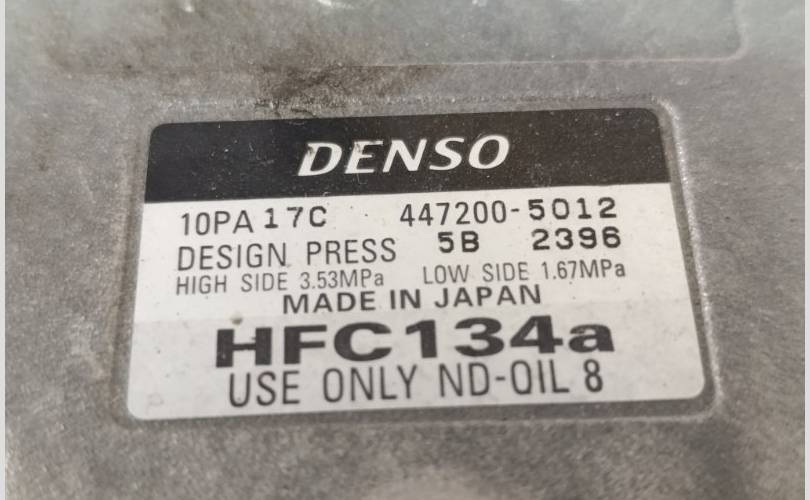 DENSO
10PA17C 447200-5012
DESIGN PRESS 5B 2396
HIGH SIDE 3.53MPa LOW SIDE 1.67MPa
MADE IN JAPAN
HFC134a
USE ONLY ND-OIL 8